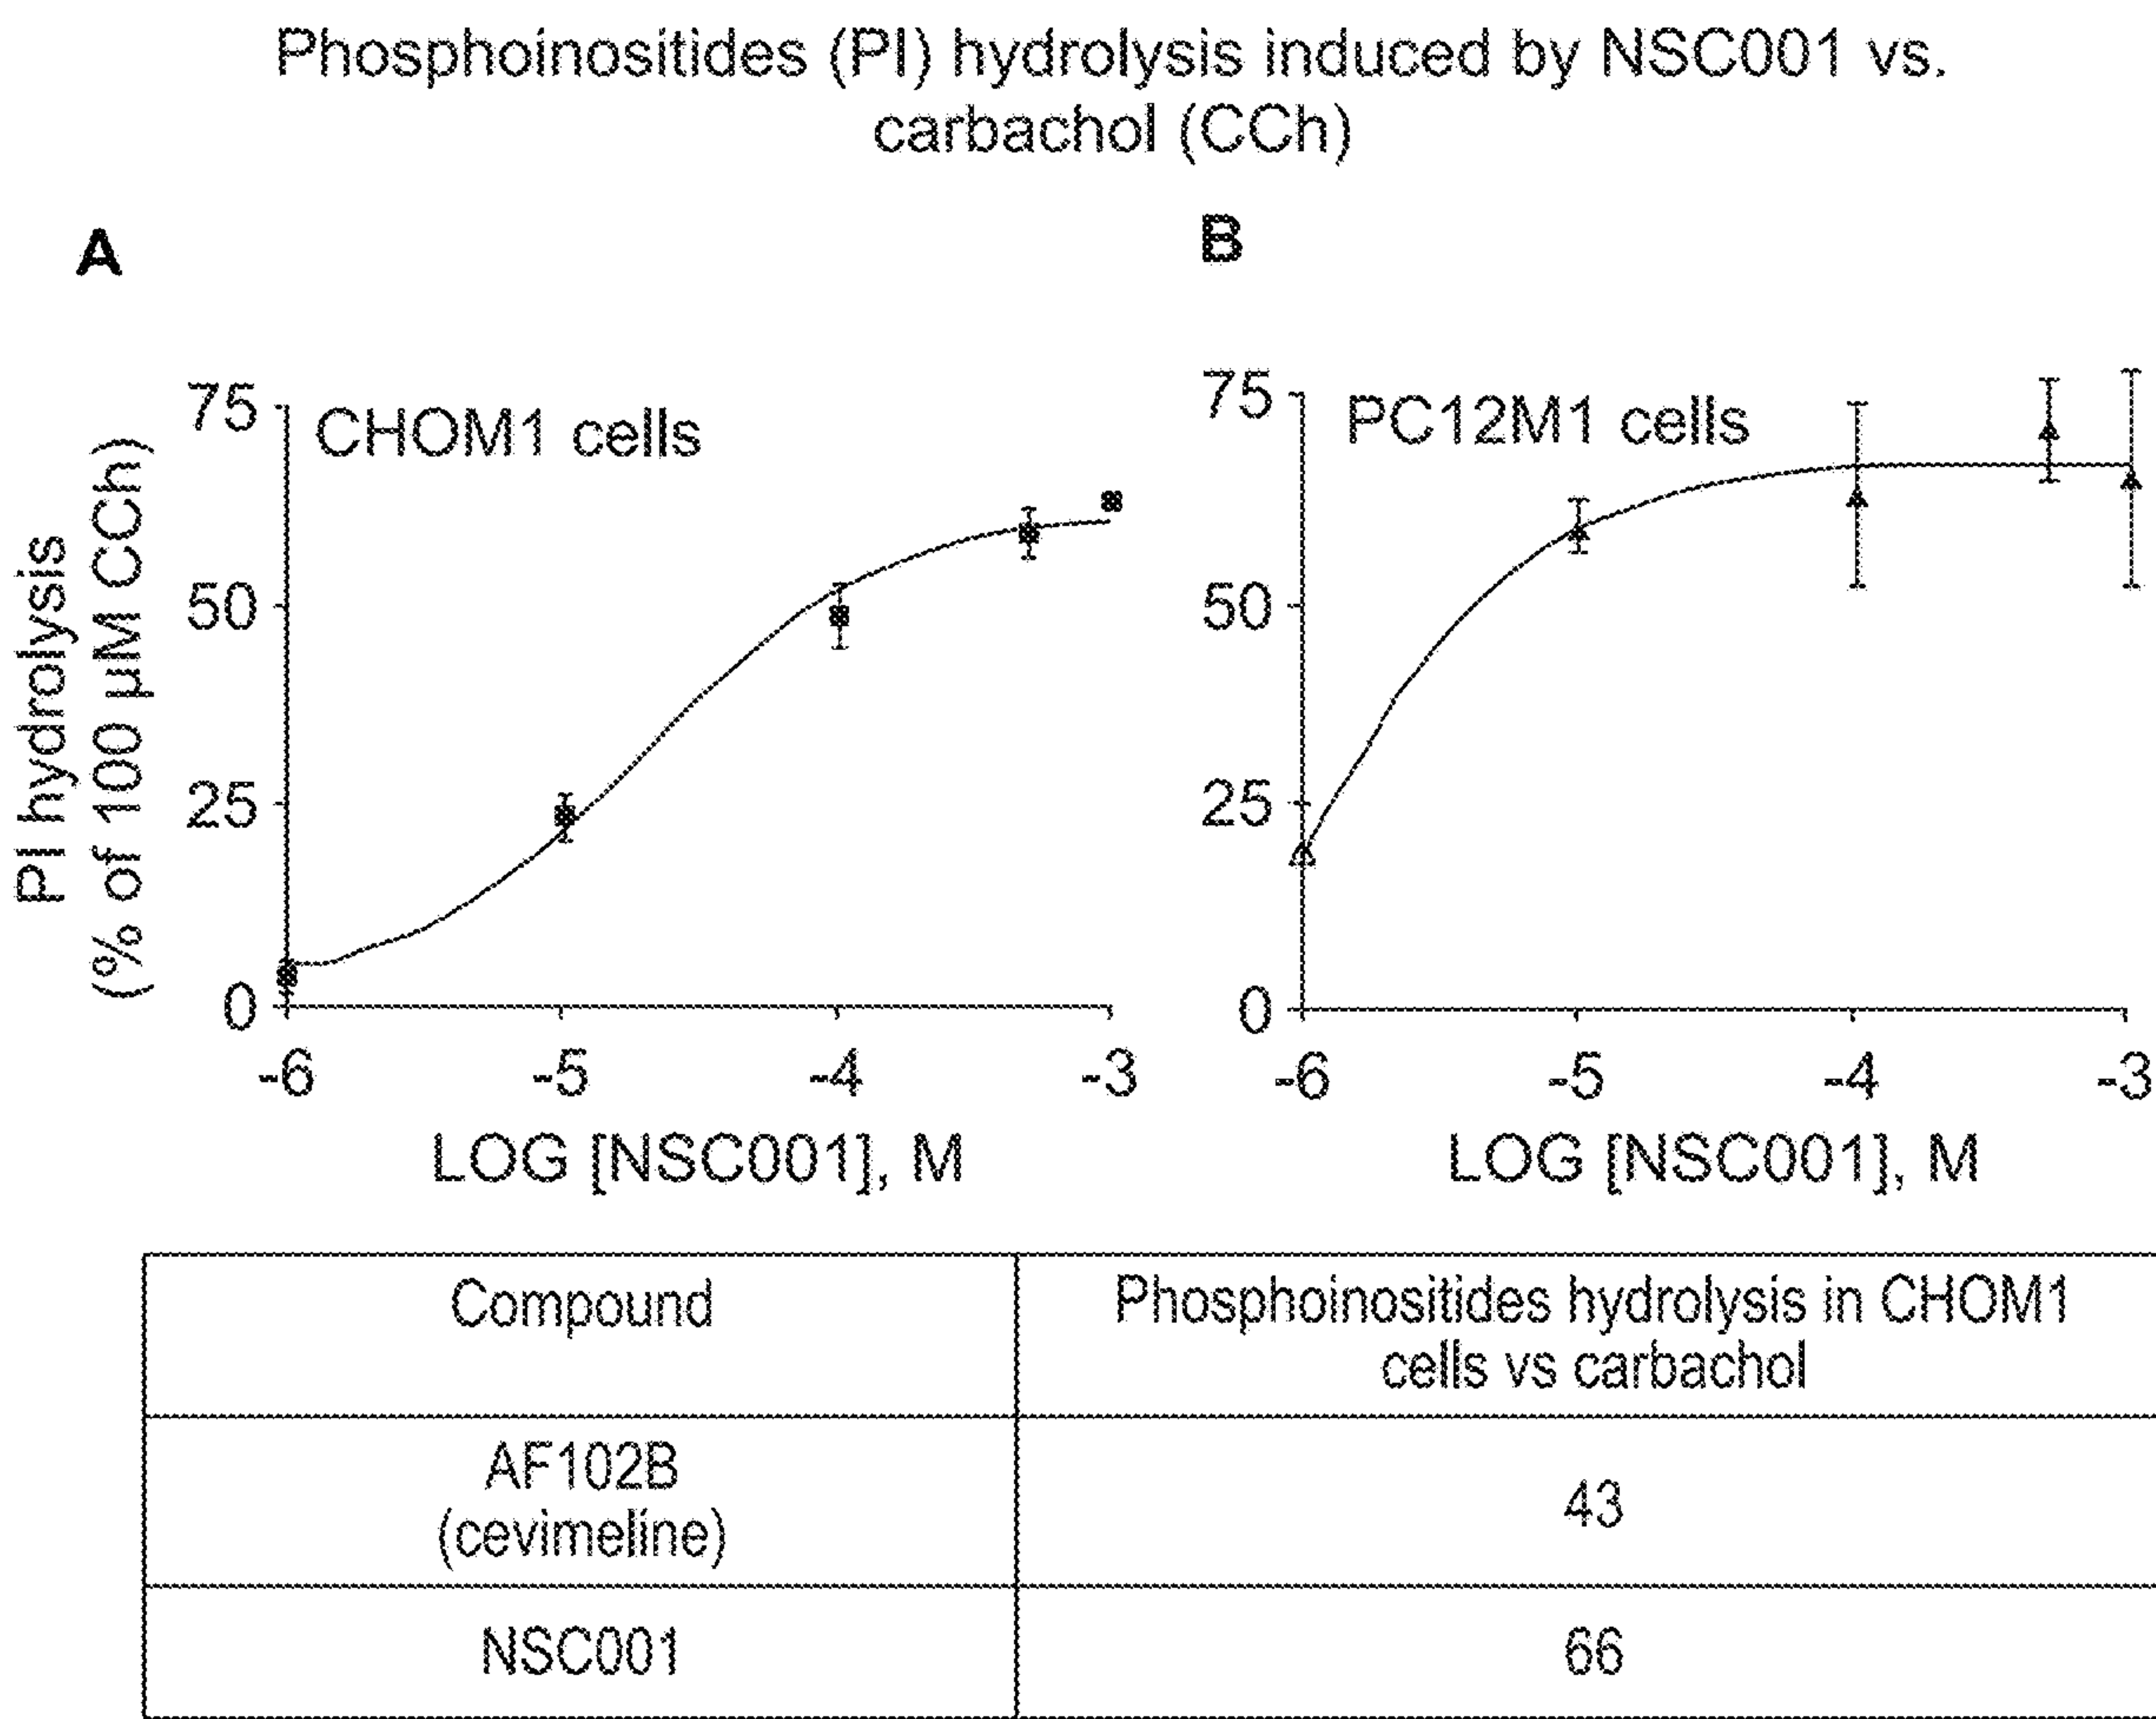 Phosphoinositides (PI) hydrolysis induced by NSC001 vs.
carbachol (CCh)
A
B
PI hydrolysis
(% of 100 µM CCh)
75
50
25
0
CHOM1 cells
-6
-5
-4
-3
LOG [NSC001], M
75
50
25
0
PC12M1 cells
-6
-5
-4
-3
LOG [NSC001], M
Compound
Phosphoinositides hydrolysis in CHOM1
cells vs carbachol
AF102B
(cevimeline)
43
NSC001
66